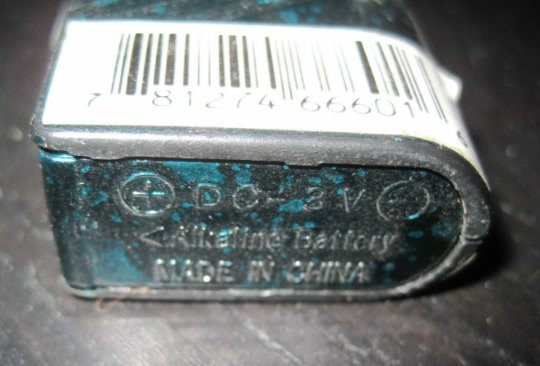 7 81274 66601
DC-3V
<Alkaline Battery
MADE IN CHINA